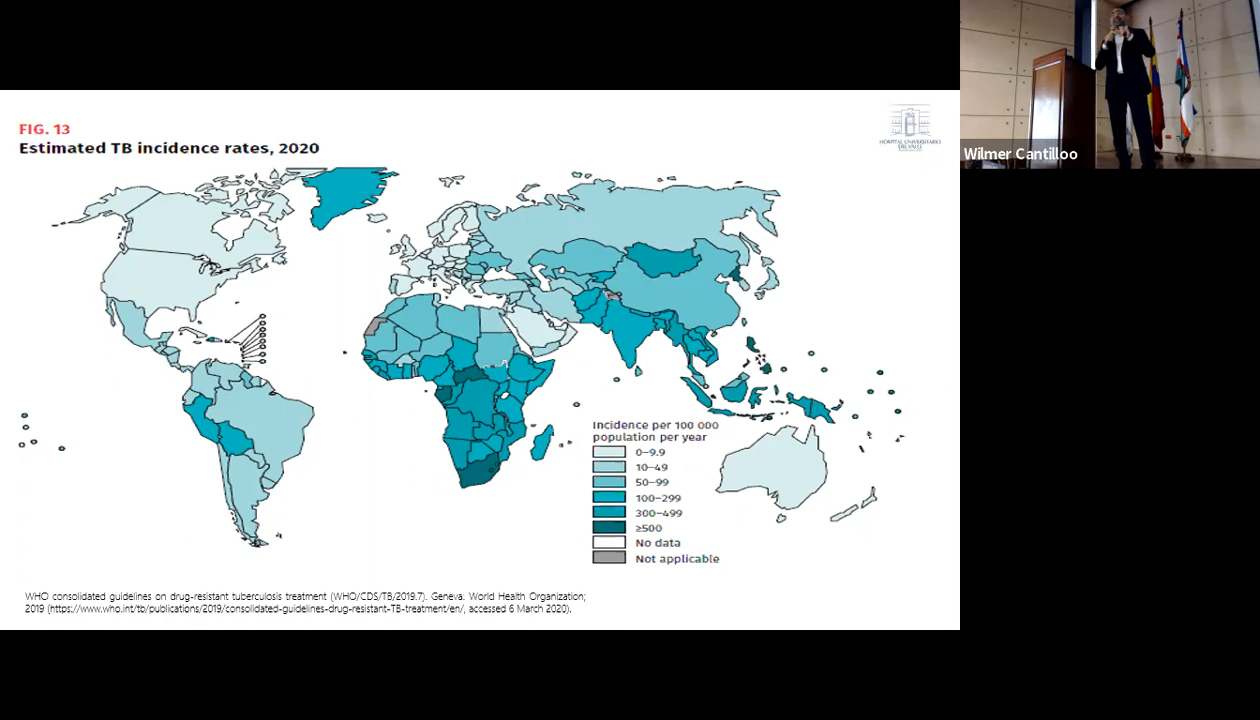 FIG. 13
Estimated TB incidence rates, 2020
HOSPITAL UNIVERSITARIO
DEL VALLE
Wilmer Cantilloo
Incidence per 100 000
population per year
0–9.9
10–49
50–99
100–299
300–499
≥500
No data
Not applicable
WHO consolidated guidelines on drug-resistant tuberculosis treatment (WHO/CDS/TB/2019.7). Geneva: World Health Organization;
2019 (https://www.who.int/tb/publications/2019/consolidated-guidelines-drug-resistant-TB-treatment/en/, accessed 6 March 2020).